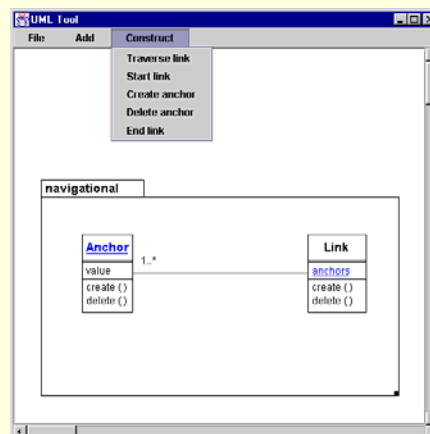 UML Tool
File Add Construct
Traverse link
Start link
Create anchor
Delete anchor
End link
navigational
Anchor
value
create ()
delete ()
1..*
Link
anchors
create ()
delete ()